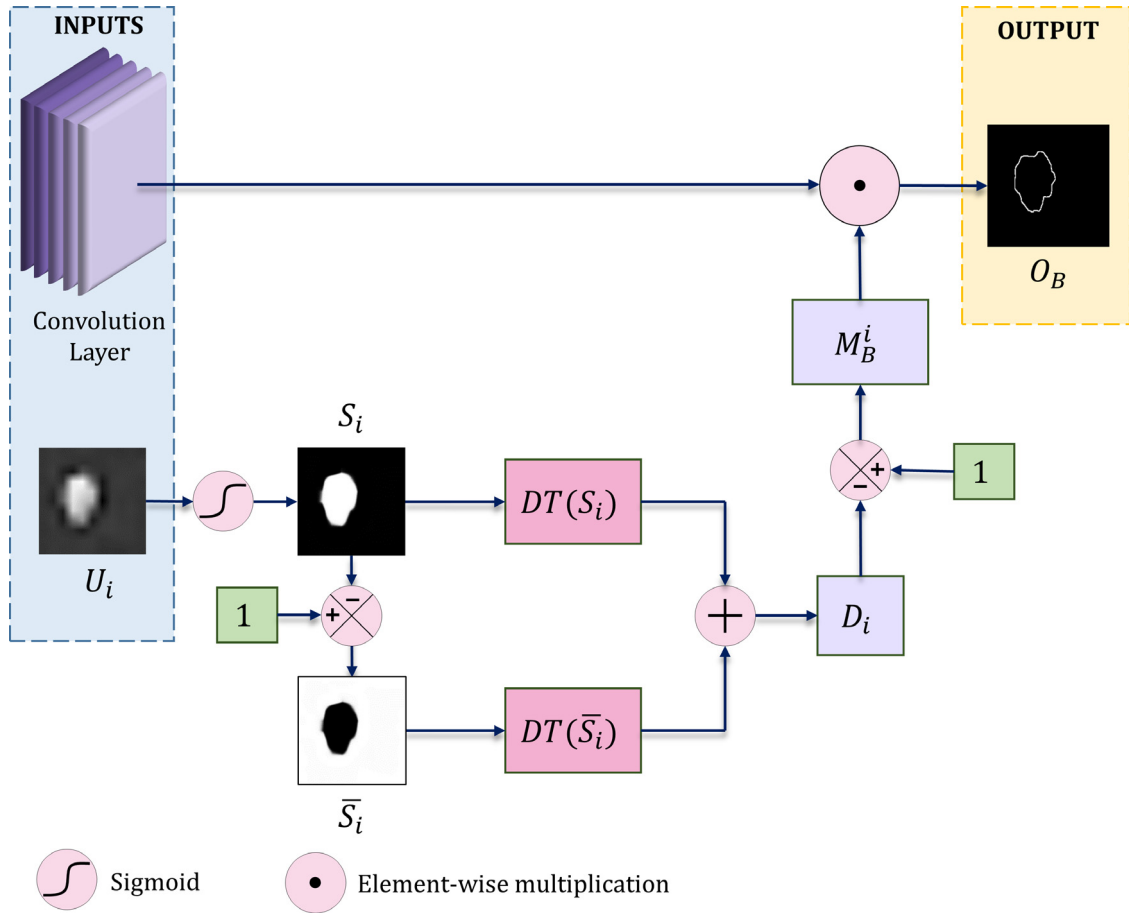 INPUTS
OUTPUT
Convolution
Layer
O_B
M_B^i
S_i
1
DT(S_i)
U_i
1
D_i
DT(S̅_i)
S̅_i
Sigmoid
Element-wise multiplication